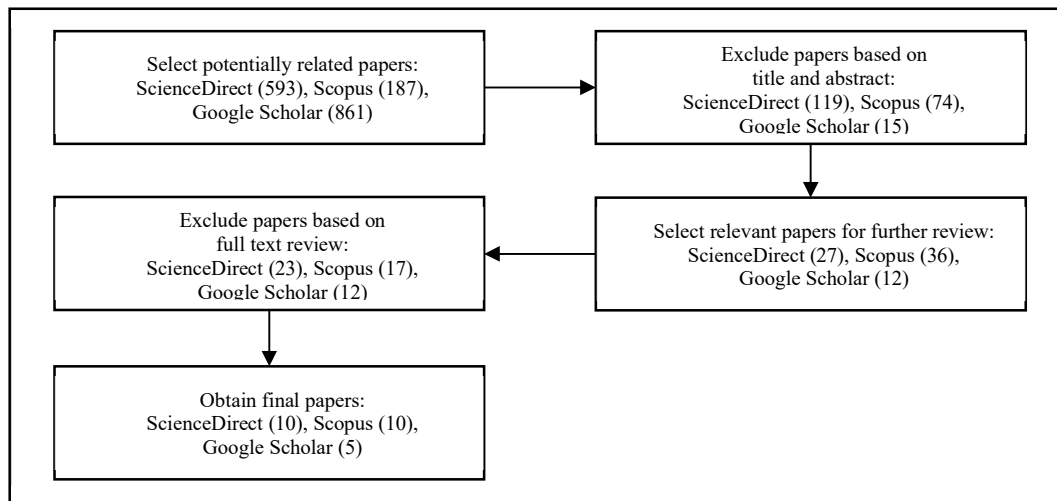 Select potentially related papers:
ScienceDirect (593), Scopus (187),
Google Scholar (861)
Exclude papers based on
title and abstract:
ScienceDirect (119), Scopus (74),
Google Scholar (15)
Select relevant papers for further review:
ScienceDirect (27), Scopus (36),
Google Scholar (12)
Exclude papers based on
full text review:
ScienceDirect (23), Scopus (17),
Google Scholar (12)
Obtain final papers:
ScienceDirect (10), Scopus (10),
Google Scholar (5)